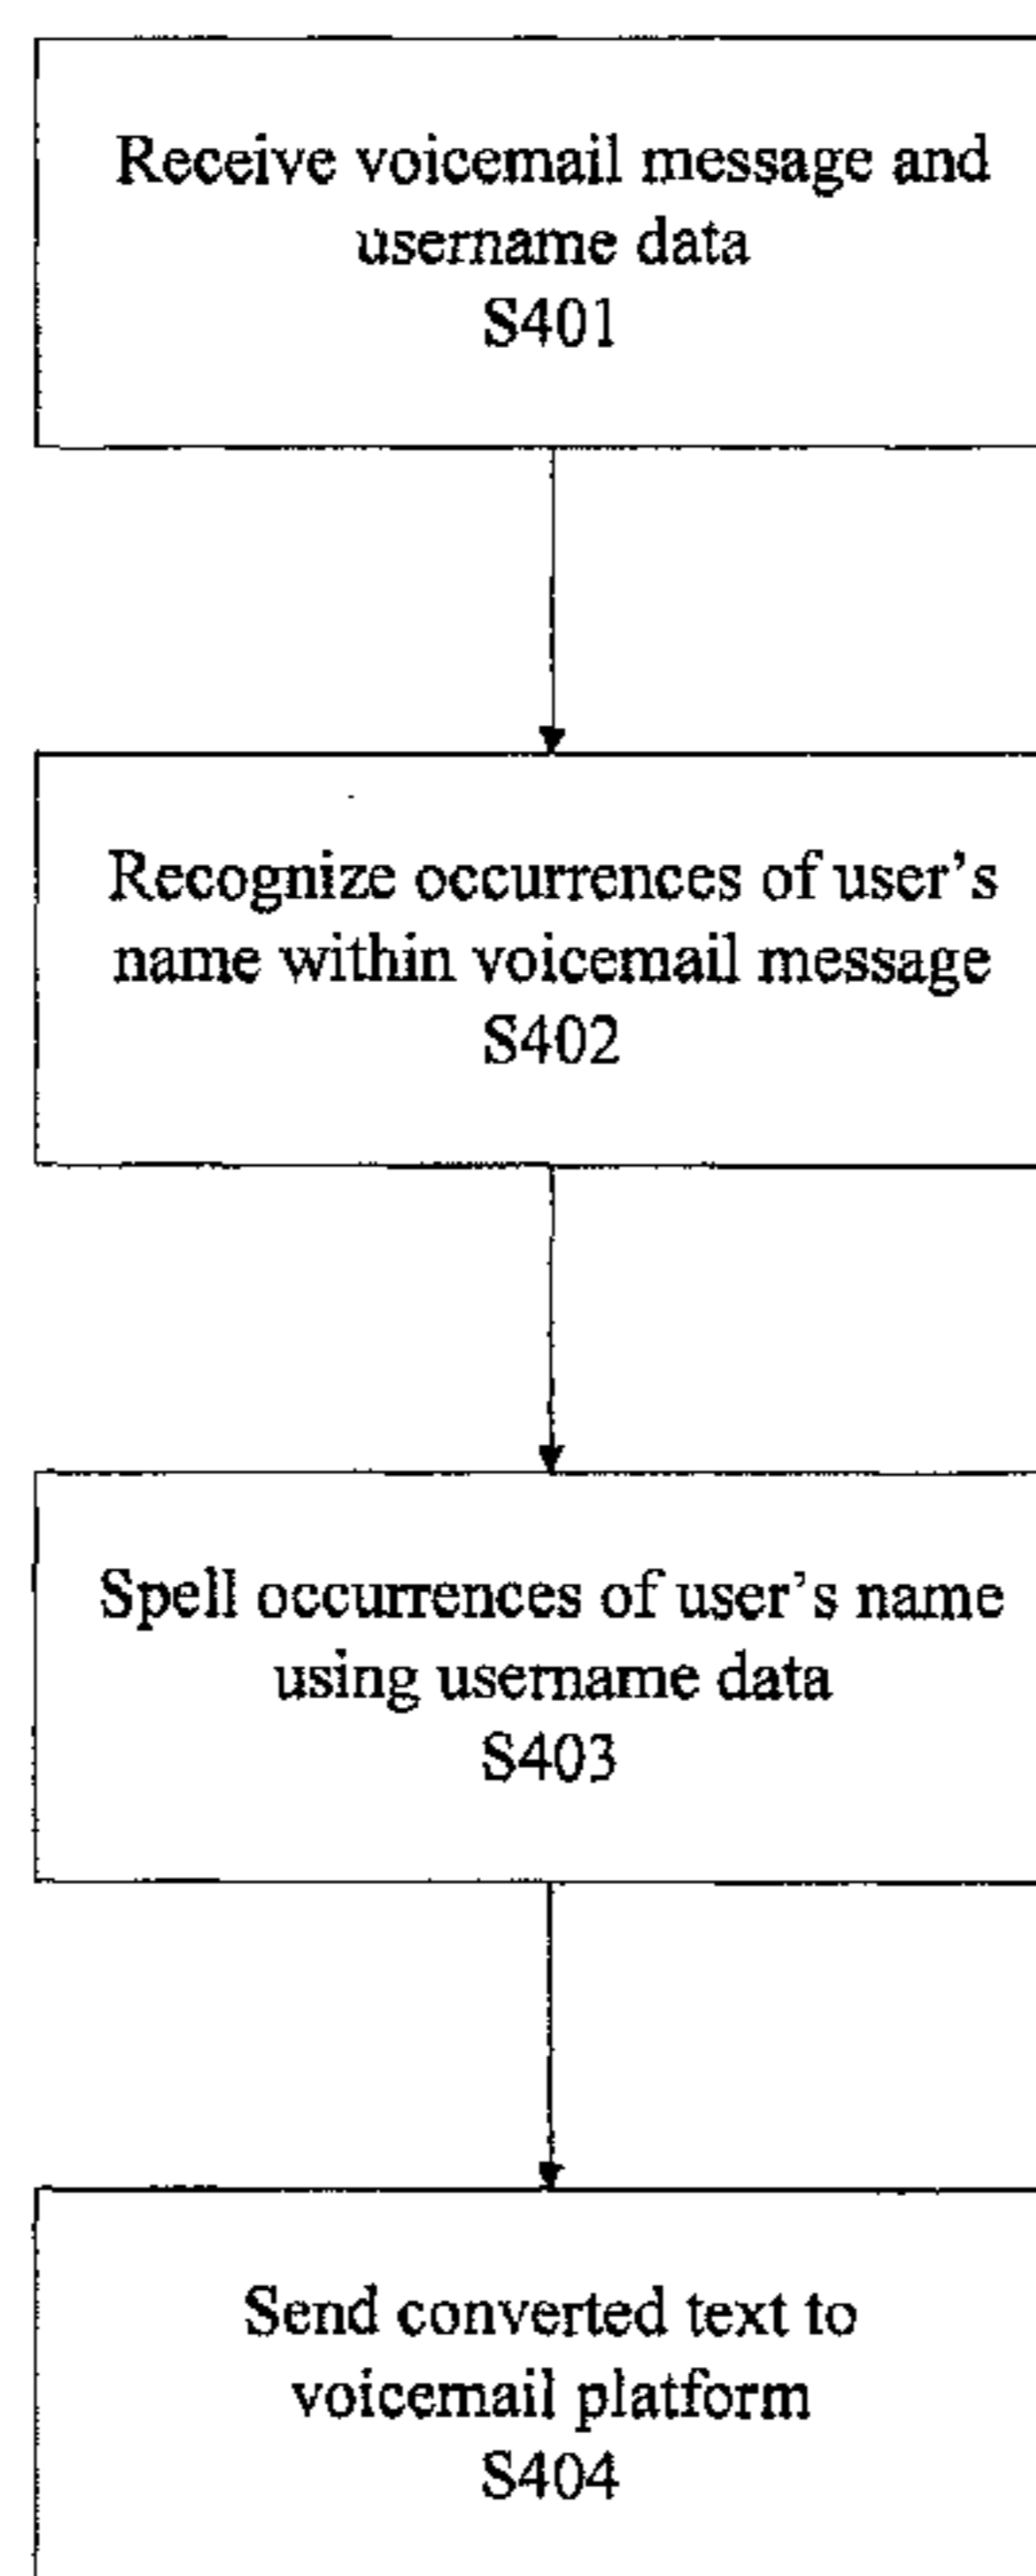 Receive voicemail message and
username data
S401
Recognize occurrences of user's
name within voicemail message
S402
Spell occurrences of user's name
using username data
S403
Send converted text to
voicemail platform
S404